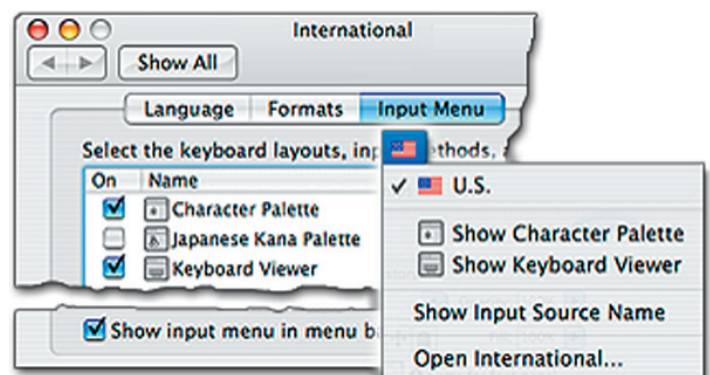 International
Show All
Language Formats Input Menu
Select the keyboard layouts, in ethods,
On Name
Character Palette
Japanese Kana Palette
Keyboard Viewer
Show input menu in menu b
U.S.
Show Character Palette
Show Keyboard Viewer
Show Input Source Name
Open International...